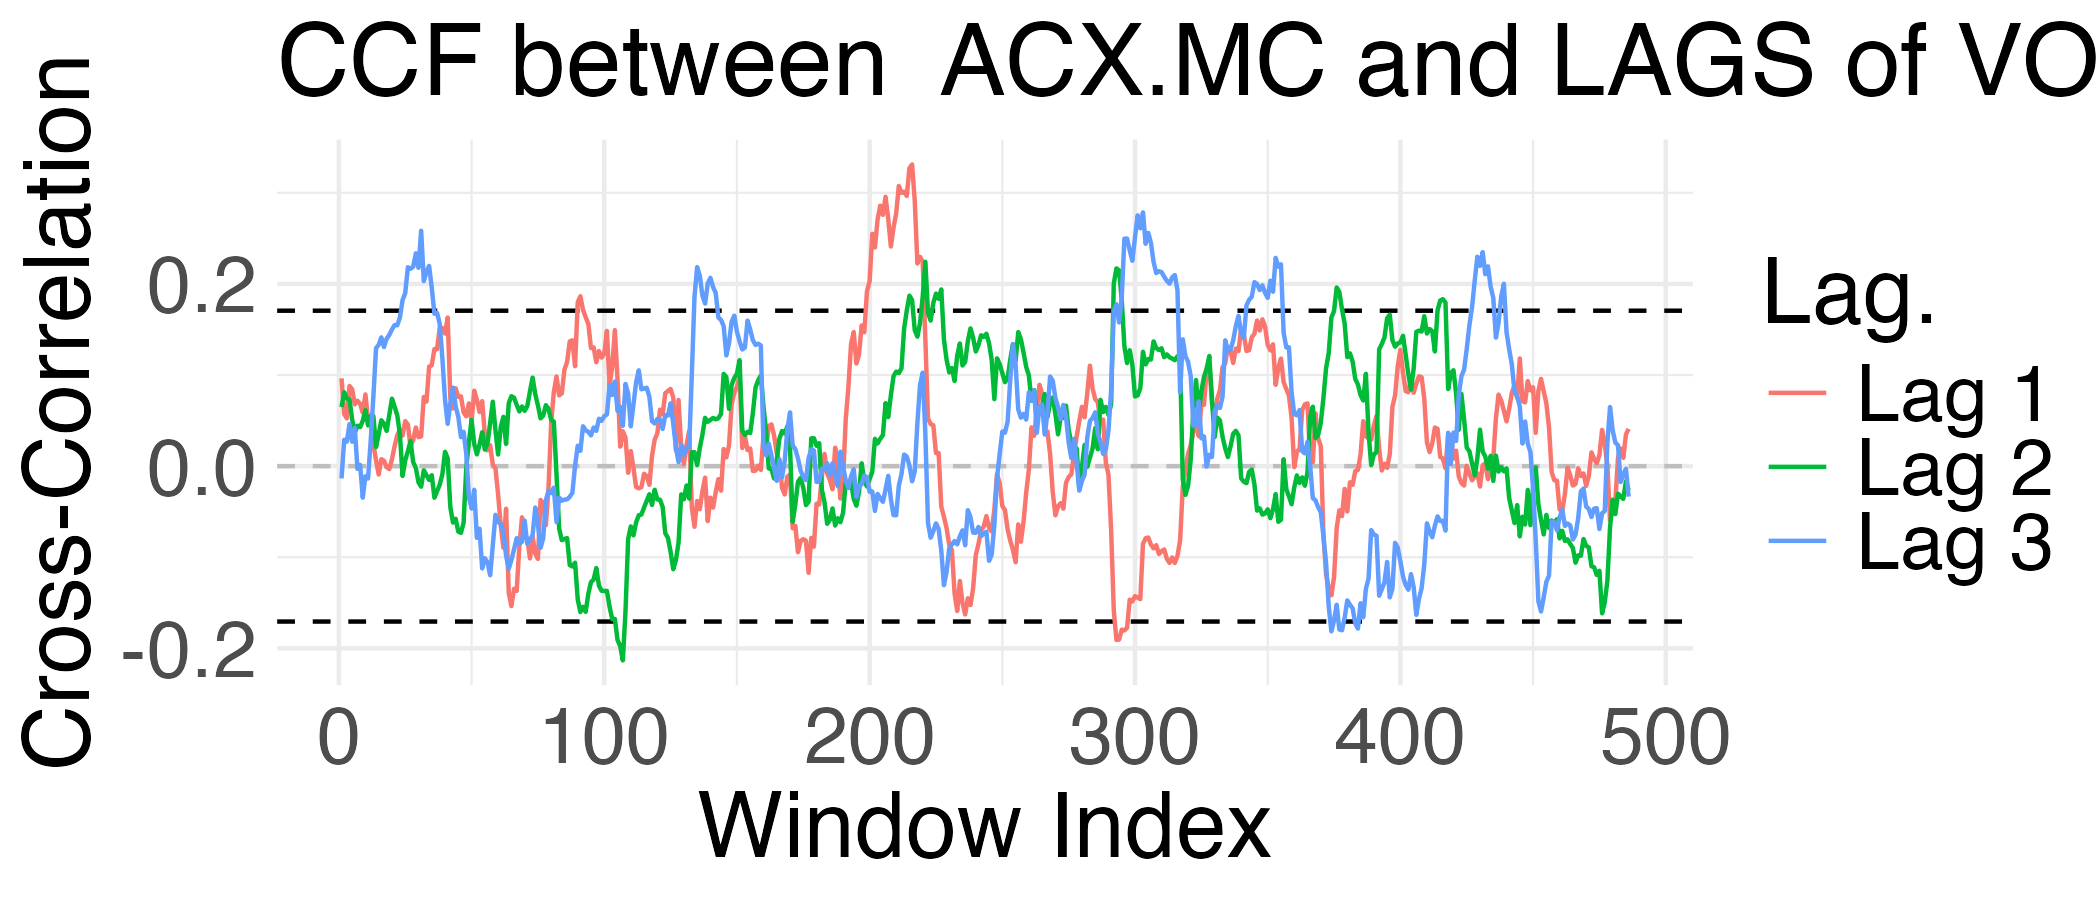 CCF between  ACX.MC and LAGS of VO
Cross-Correlation
0.2
0.0
-0.2
0
100
200
300
400
500
Window Index
Lag.
Lag 1
Lag 2
Lag 3